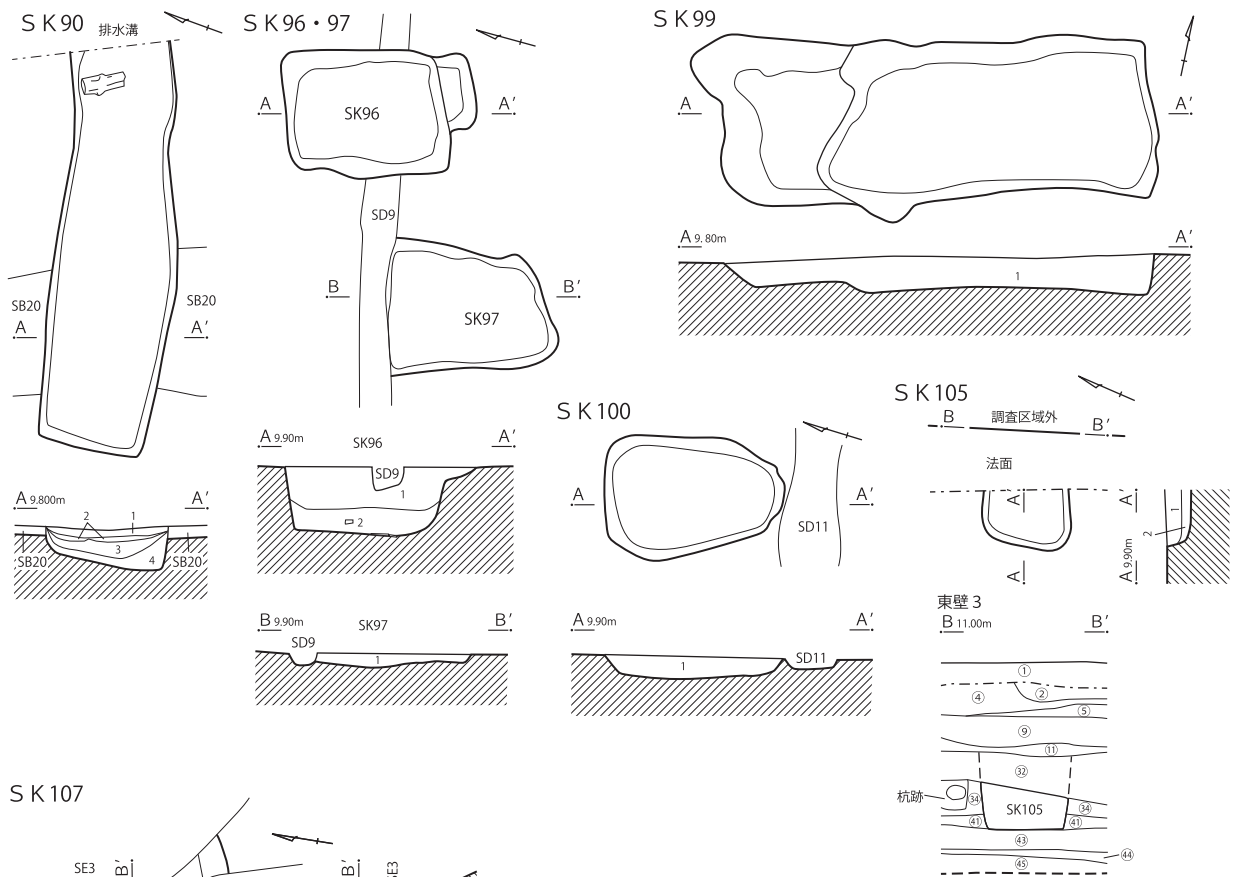 ＳＫ90
排水溝
SB20
SB20
A
A′
A 9.800m
A′
2
1
3
4
SB20
SB20
ＳＫ96・97
A
A′
SK96
SD9
B
B′
SK97
A 9.90m
SK96
A′
SD9
1
2
B 9.90m
SK97
B′
SD9
1
ＳＫ99
A
A′
A 9.80m
A′
1
ＳＫ100
A
A′
SD11
A 9.90m
A′
1
SD11
ＳＫ105
B
調査区域外
B′
法面
A′
A
A′
A 9.90m
1
2
東壁３
B 11.00m
B′
①
④
②
⑤
⑨
⑪
㉜
杭跡
㉞
SK105
㉞
㊶
㊶
㊸
㊹
㊺
ＳＫ107
SE3
B′
B′
SE3